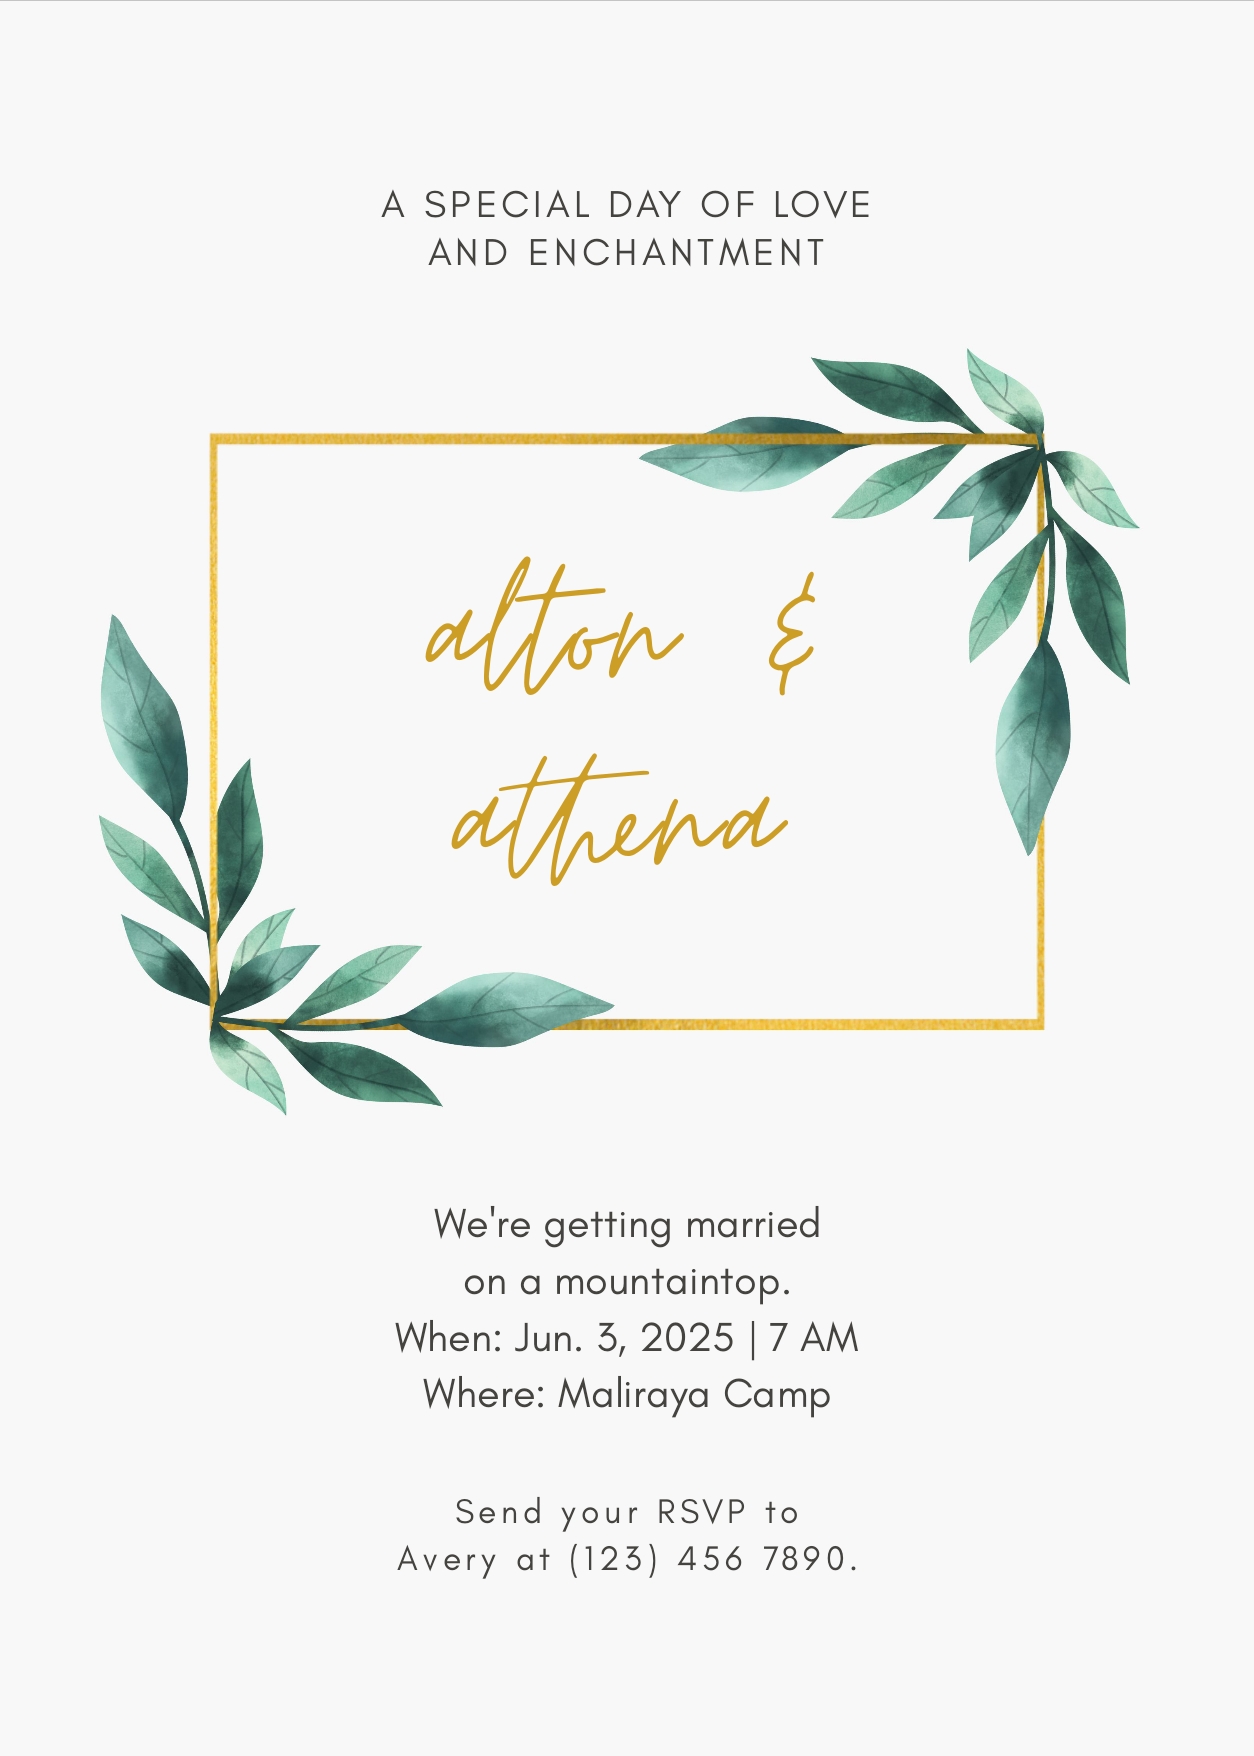 A SPECIAL DAY OF LOVE
AND ENCHANTMENT
alton &
athena
We're getting married
on a mountaintop.
When: Jun. 3, 2025 | 7 AM
Where: Maliraya Camp
Send your RSVP to
Avery at (123) 456 7890.